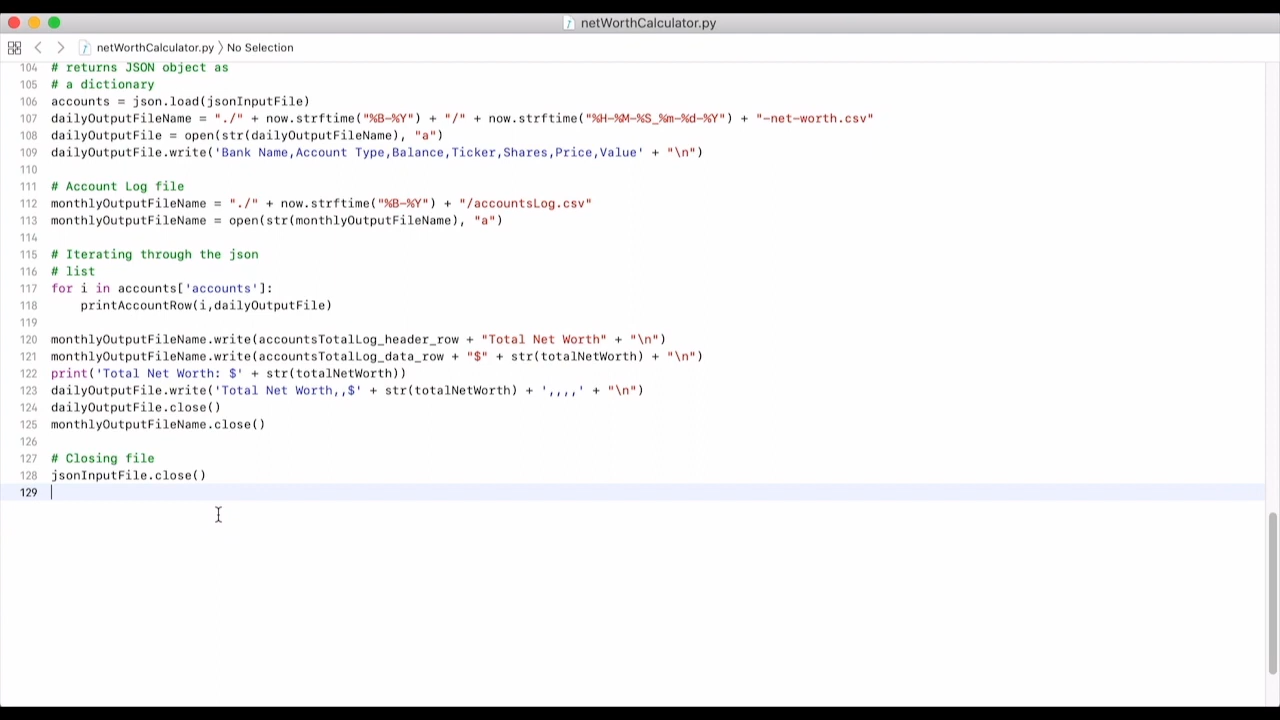 netWorthCalculator.py
netWorthCalculator.py 〉 No Selection
104 # returns JSON object as
105 # a dictionary
106 accounts = json.load(jsonInputFile)
107 dailyOutputFileName = "./" + now.strftime("%B-%Y") + "/" + now.strftime("%H-%M-%S_%m-%d-%Y") + "-net-worth.csv"
108 dailyOutputFile = open(str(dailyOutputFileName), "a")
109 dailyOutputFile.write('Bank Name,Account Type,Balance,Ticker,Shares,Price,Value' + "\n")
110
111 # Account Log file
112 monthlyOutputFileName = "./" + now.strftime("%B-%Y") + "/accountsLog.csv"
113 monthlyOutputFileName = open(str(monthlyOutputFileName), "a")
114
115 # Iterating through the json
116 # list
117 for i in accounts['accounts']:
118     printAccountRow(i,dailyOutputFile)
119
120 monthlyOutputFileName.write(accountsTotalLog_header_row + "Total Net Worth" + "\n")
121 monthlyOutputFileName.write(accountsTotalLog_data_row + "$" + str(totalNetWorth) + "\n")
122 print('Total Net Worth: $' + str(totalNetWorth))
123 dailyOutputFile.write('Total Net Worth,,$' + str(totalNetWorth) + ',,,,' + "\n")
124 dailyOutputFile.close()
125 monthlyOutputFileName.close()
126
127 # Closing file
128 jsonInputFile.close()
129